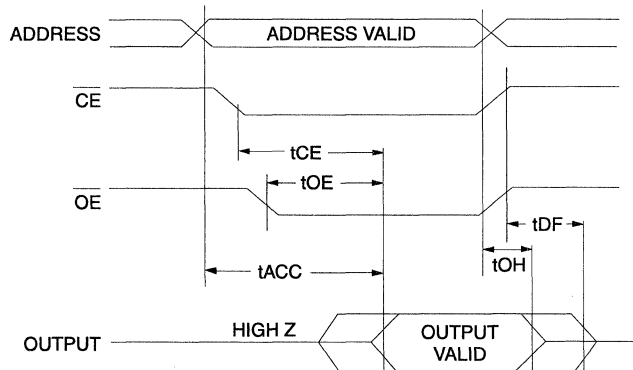 ADDRESS
ADDRESS VALID
CE
tCE
tOE
OE
tDF
tOH
tACC
HIGH Z
OUTPUT
OUTPUT
VALID